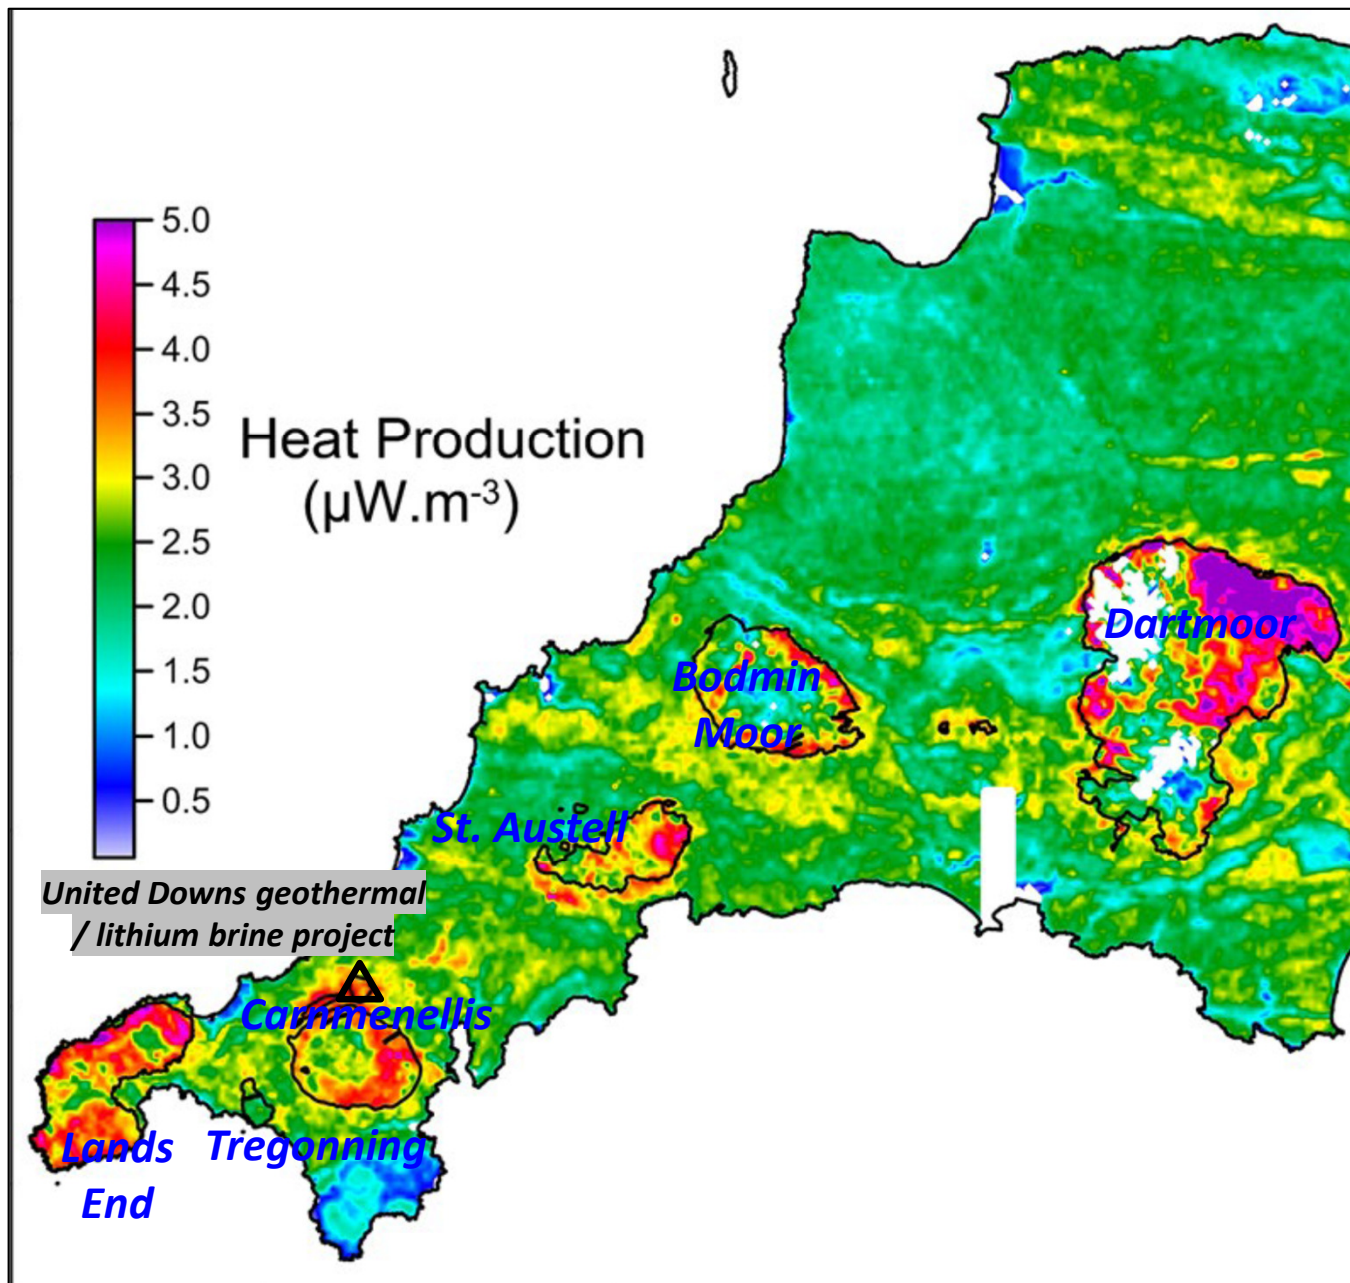 5.0
4.5
4.0
3.5
3.0
2.5
2.0
1.5
1.0
0.5
Heat Production
(µW.m⁻³)
Dartmoor
Bodmin
Moor
St. Austell
United Downs geothermal
/ lithium brine project
Carnmenellis
Lands
End
Tregonning